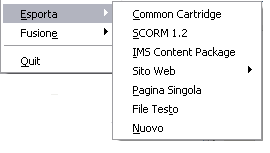 Esporta
Fusione
Quit
Common Cartridge
SCORM 1.2
IMS Content Package
Sito Web
Pagina Singola
File Testo
Nuovo